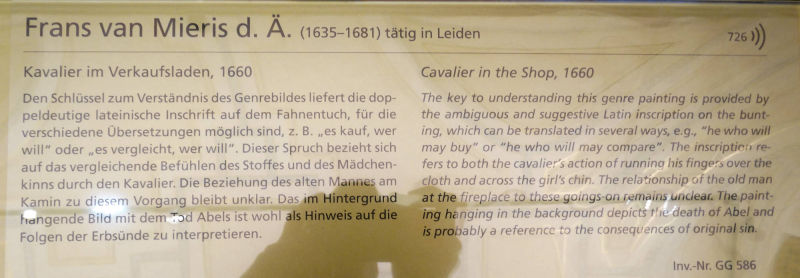 Frans van Mieris d. Ä. (1635–1681) tätig in Leiden
726
Kavalier im Verkaufsladen, 1660
Den Schlüssel zum Verständnis des Genrebildes liefert die dop-
peldeutige lateinische Inschrift auf dem Fahnentuch, für die
verschiedene Übersetzungen möglich sind, z. B. „es kauf, wer
will" oder „es vergleicht, wer will". Dieser Spruch bezieht sich
auf das vergleichende Befühlen des Stoffes und des Mädchen-
kinns durch den Kavalier. Die Beziehung des alten Mannes am
Kamin zu diesem Vorgang bleibt unklar. Das im Hintergrund
hängende Bild mit dem Tod Abels ist wohl als Hinweis auf die
Folgen der Erbsünde zu interpretieren.
Cavalier in the Shop, 1660
The key to understanding this genre painting is provided by
the ambiguous and suggestive Latin inscription on the bunt-
ing, which can be translated in several ways, e.g., "he who will
may buy" or "he who will may compare". The inscription re-
fers to both the cavalier's action of running his fingers over the
cloth and across the girl's chin. The relationship of the old man
at the fireplace to these goings-on remains unclear. The paint-
ing hanging in the background depicts the death of Abel and
is probably a reference to the consequences of original sin.
Inv.-Nr. GG 586